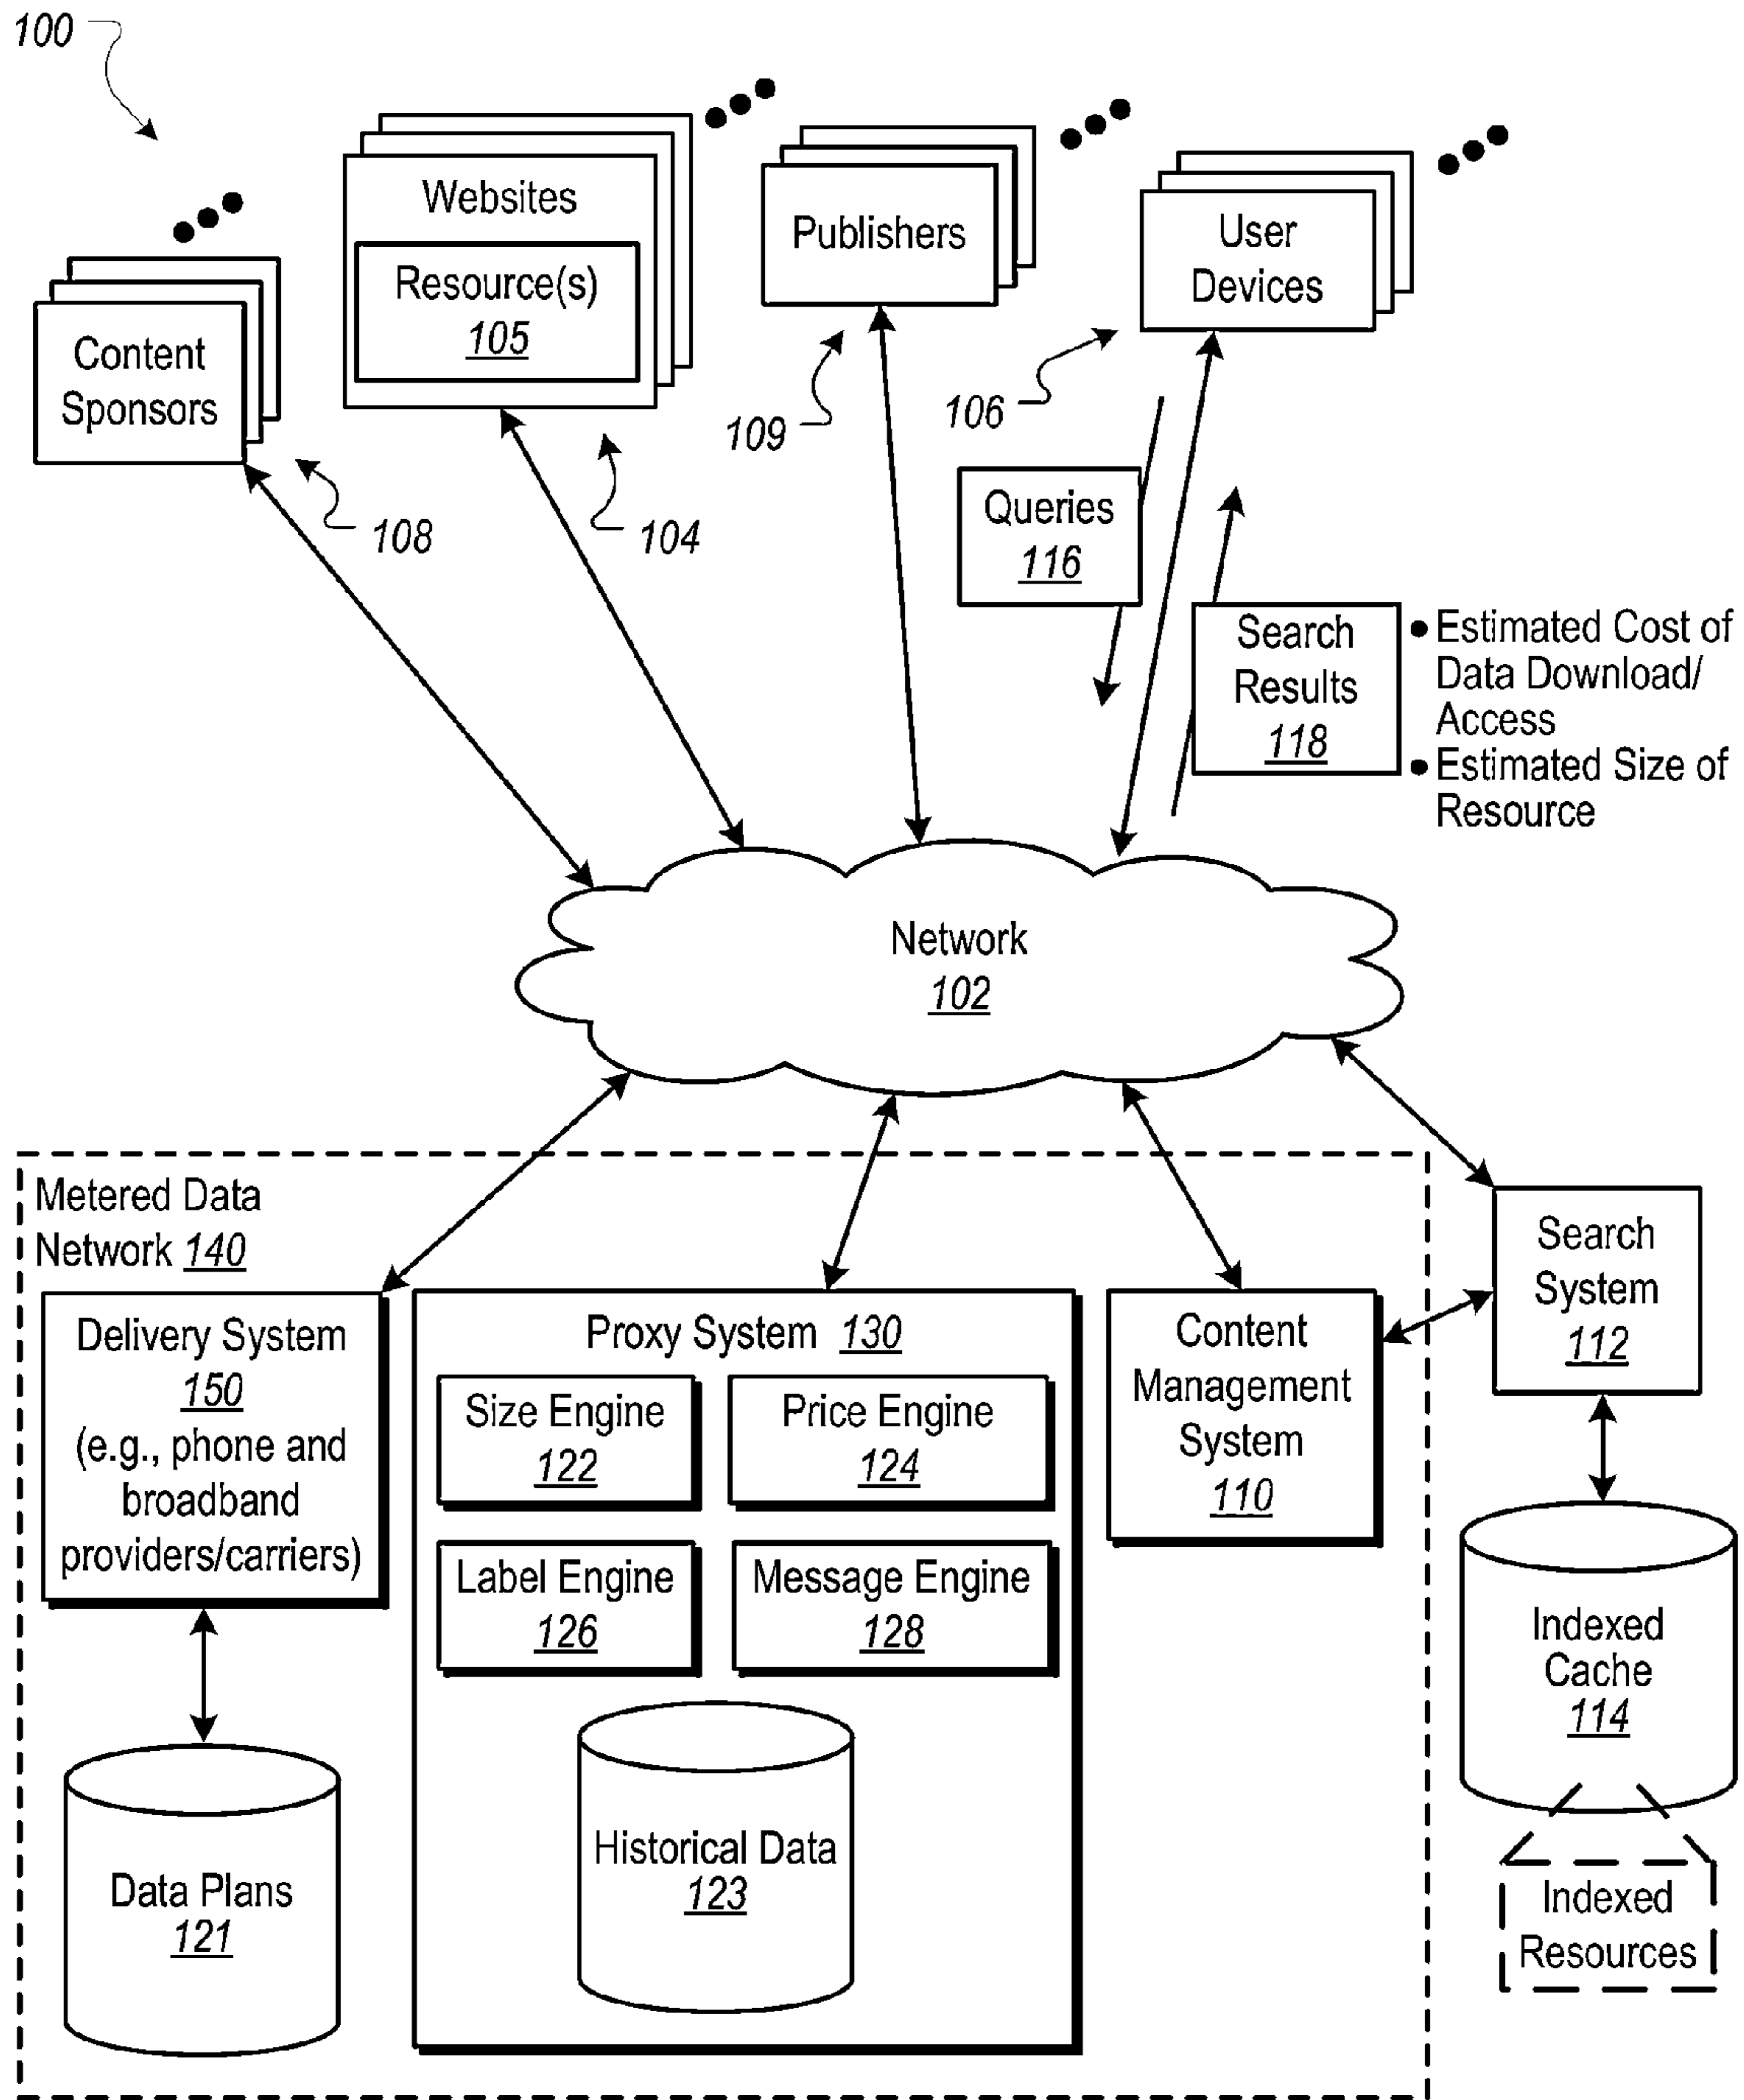 100
Websites
Resource(s)
105
Publishers
User
Devices
Content
Sponsors
108
104
109
106
Queries
116
Search
Results
118
● Estimated Cost of
Data Download/
Access
● Estimated Size of
Resource
Network
102
Metered Data
Network 140
Delivery System
150
(e.g., phone and
broadband
providers/carriers)
Data Plans
121
Proxy System 130
Size Engine
122
Price Engine
124
Label Engine
126
Message Engine
128
Historical Data
123
Content
Management
System
110
Search
System
112
Indexed
Cache
114
Indexed
Resources